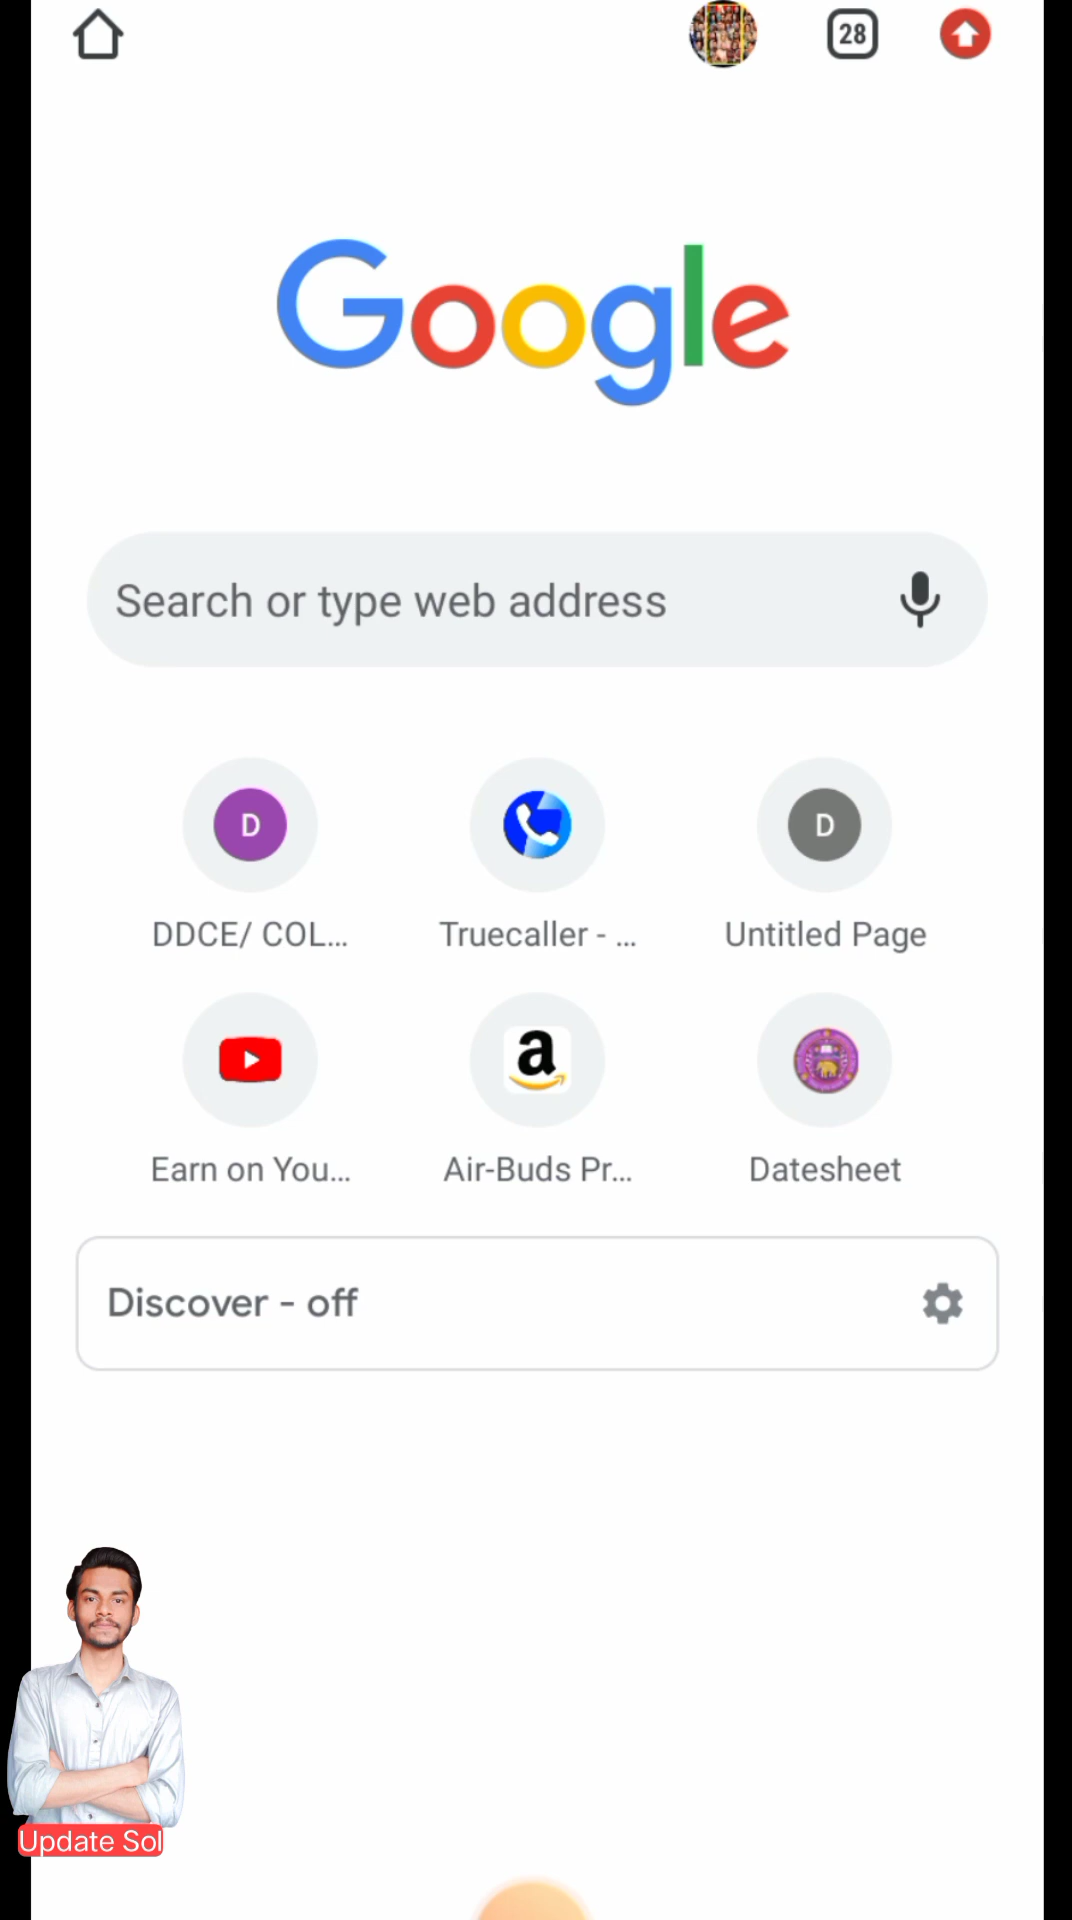 28
Google
Search or type web address
D
D
DDCE/ COL...
Truecaller - ...
Untitled Page
a
Earn on You...
Air-Buds Pr...
Datesheet
Discover - off
Update Sol